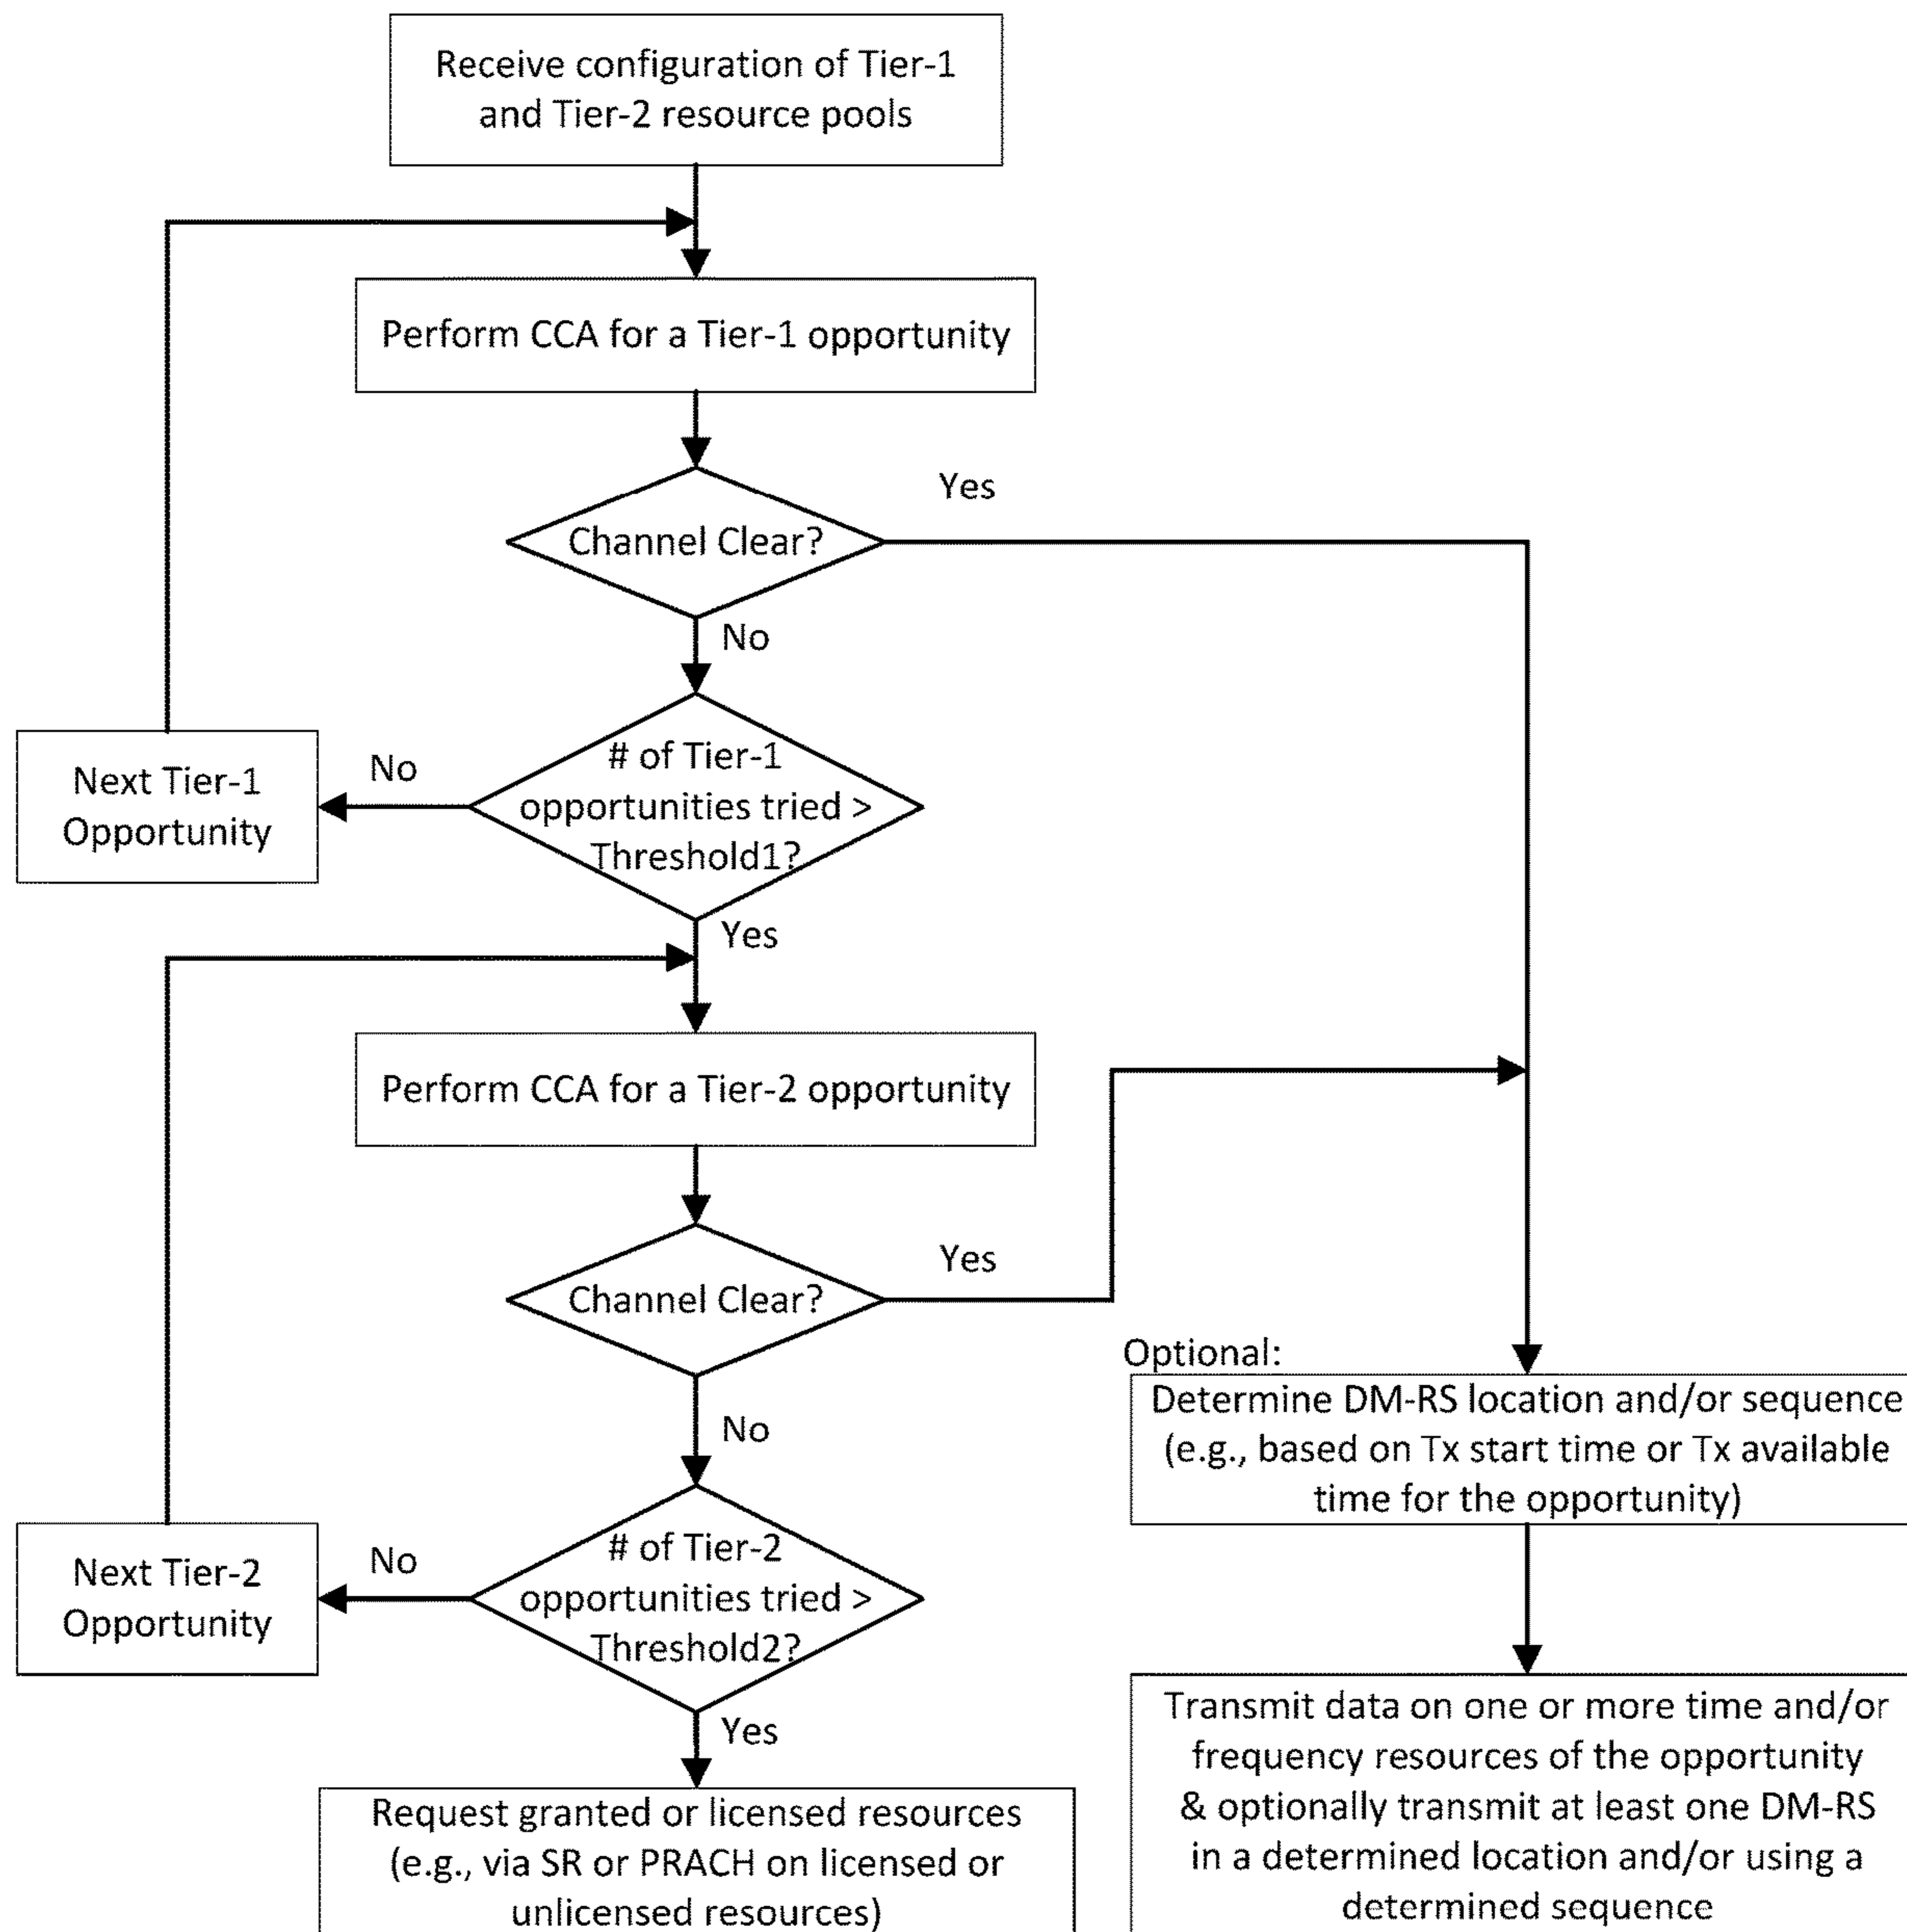 Receive configuration of Tier-1
and Tier-2 resource pools
Perform CCA for a Tier-1 opportunity
Channel Clear?
Yes
No
# of Tier-1
opportunities tried >
Threshold1?
No
Next Tier-1
Opportunity
Yes
Perform CCA for a Tier-2 opportunity
Channel Clear?
Yes
No
# of Tier-2
opportunities tried >
Threshold2?
No
Next Tier-2
Opportunity
Yes
Request granted or licensed resources
(e.g., via SR or PRACH on licensed or
unlicensed resources)
Optional:
Determine DM-RS location and/or sequence
(e.g., based on Tx start time or Tx available
time for the opportunity)
Transmit data on one or more time and/or
frequency resources of the opportunity
& optionally transmit at least one DM-RS
in a determined location and/or using a
determined sequence